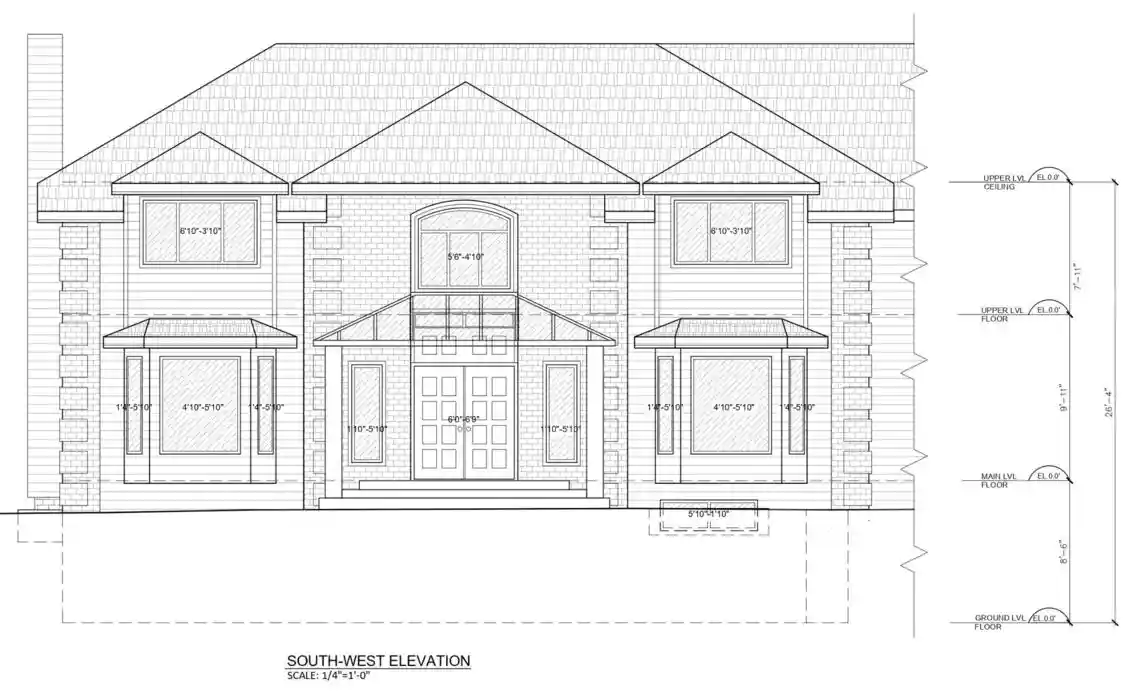 UPPER LVL EL.0.0'
CEILING
6'10"-3'10"
5'6"-4'10"
6'10"-3'10"
7'-11"
UPPER LVL EL.0.0'
FLOOR
1'4"-5'10"
4'10"-5'10"
1'4"-5'10"
1'10"-5'10"
6'0"-6'9"
1'10"-5'10"
1'4"-5'10"
4'10"-5'10"
1'4"-5'10"
9'-11"
26'-4"
MAIN LVL EL.0.0'
FLOOR
5'10"-1'10"
8'-6"
GROUND LVL EL.0.0'
FLOOR
SOUTH-WEST ELEVATION
SCALE: 1/4"=1'-0"